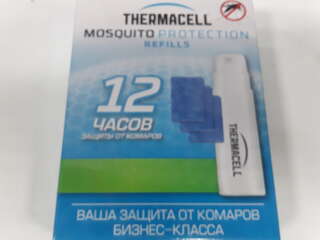 THERMACELL
MOSQUITO PROTECTION
REFILLS
12
ЧАСОВ
ЗАЩИТЫ ОТ КОМАРОВ
THERMACELL
ВАША ЗАЩИТА ОТ КОМАРОВ
БИЗНЕС-КЛАССА